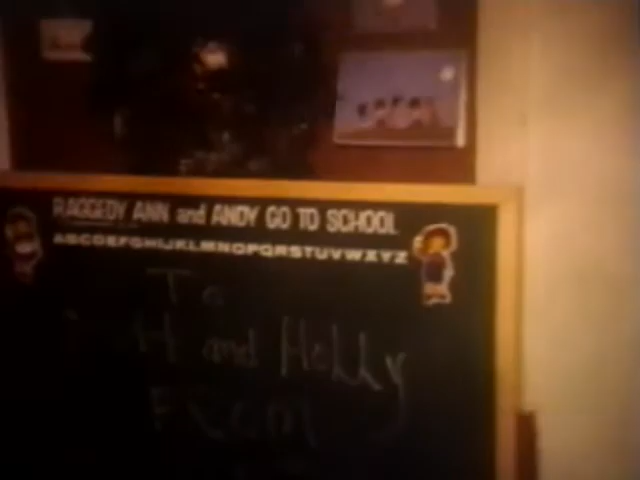 RAGGEDY ANN and ANDY GO TO SCHOOL
ABCDEFGHIJKLMNOPQRSTUVWXYZ
To
and Holly
From